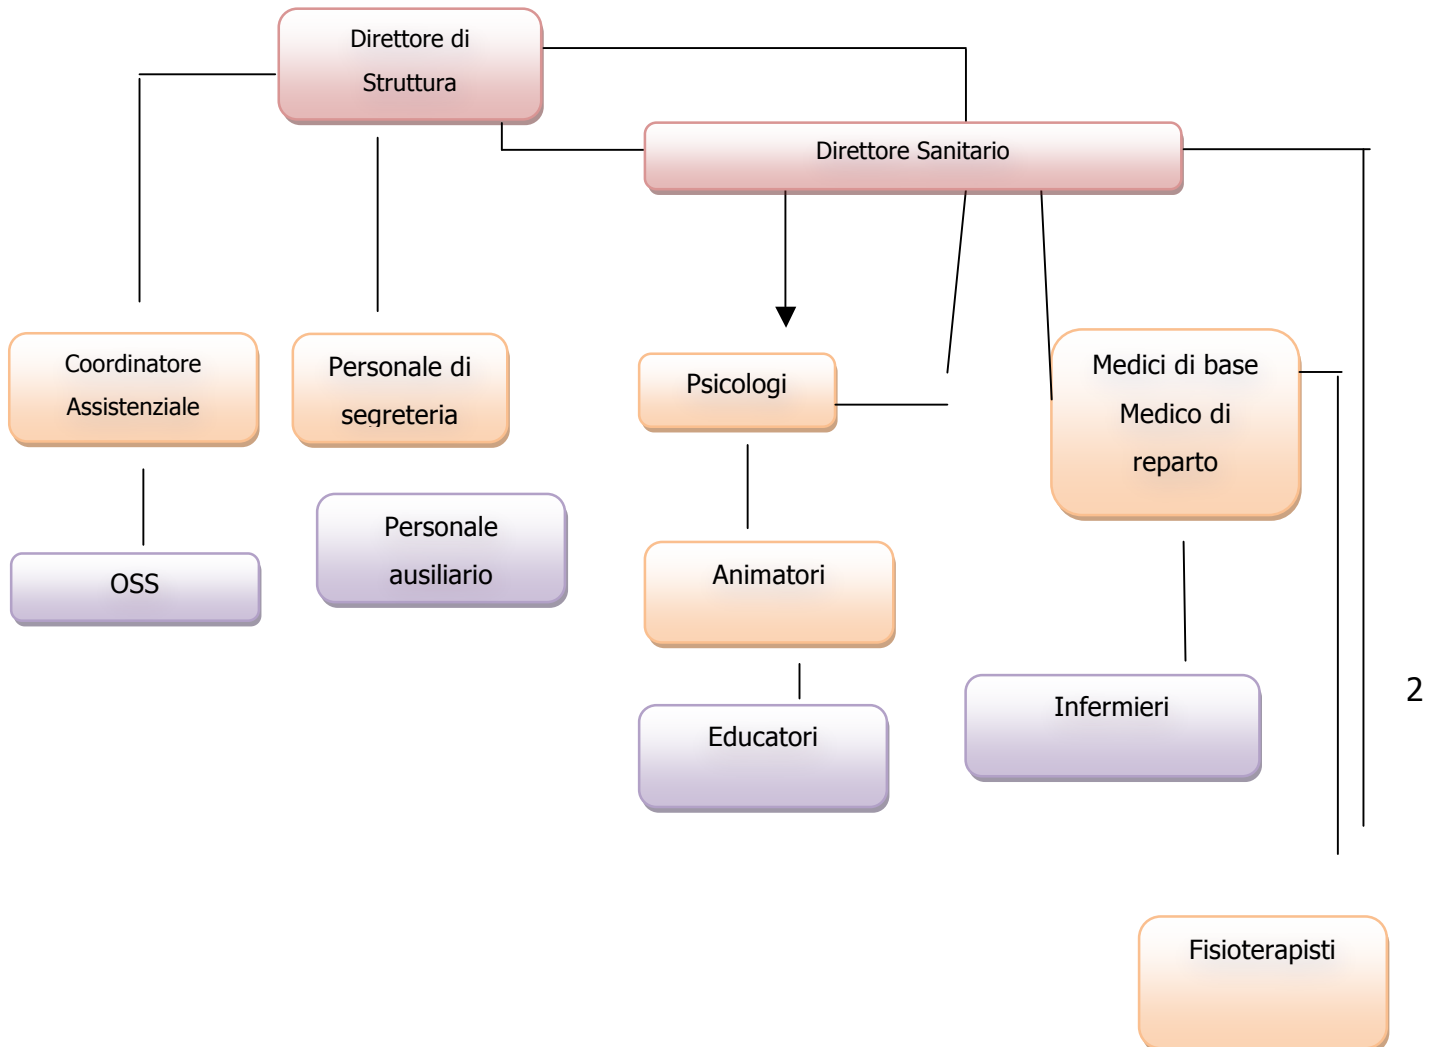 Direttore di
Struttura
Direttore Sanitario
Coordinatore
Assistenziale
Personale di
segreteria
Psicologi
Medici di base
Medico di
reparto
Personale
ausiliario
OSS
Animatori
Infermieri
2
Educatori
Fisioterapisti